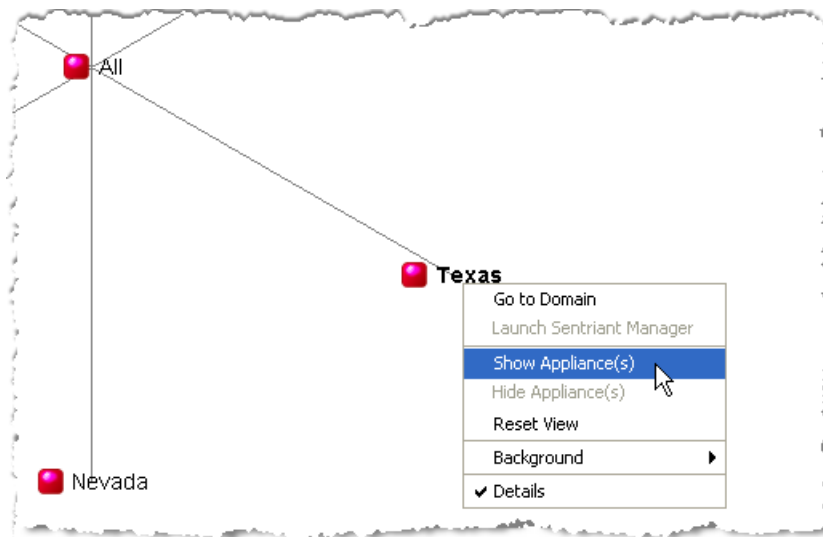 All
Texas
Go to Domain
Launch Sentriant Manager
Show Appliance(s)
Hide Appliance(s)
Reset View
Background
Details
Nevada